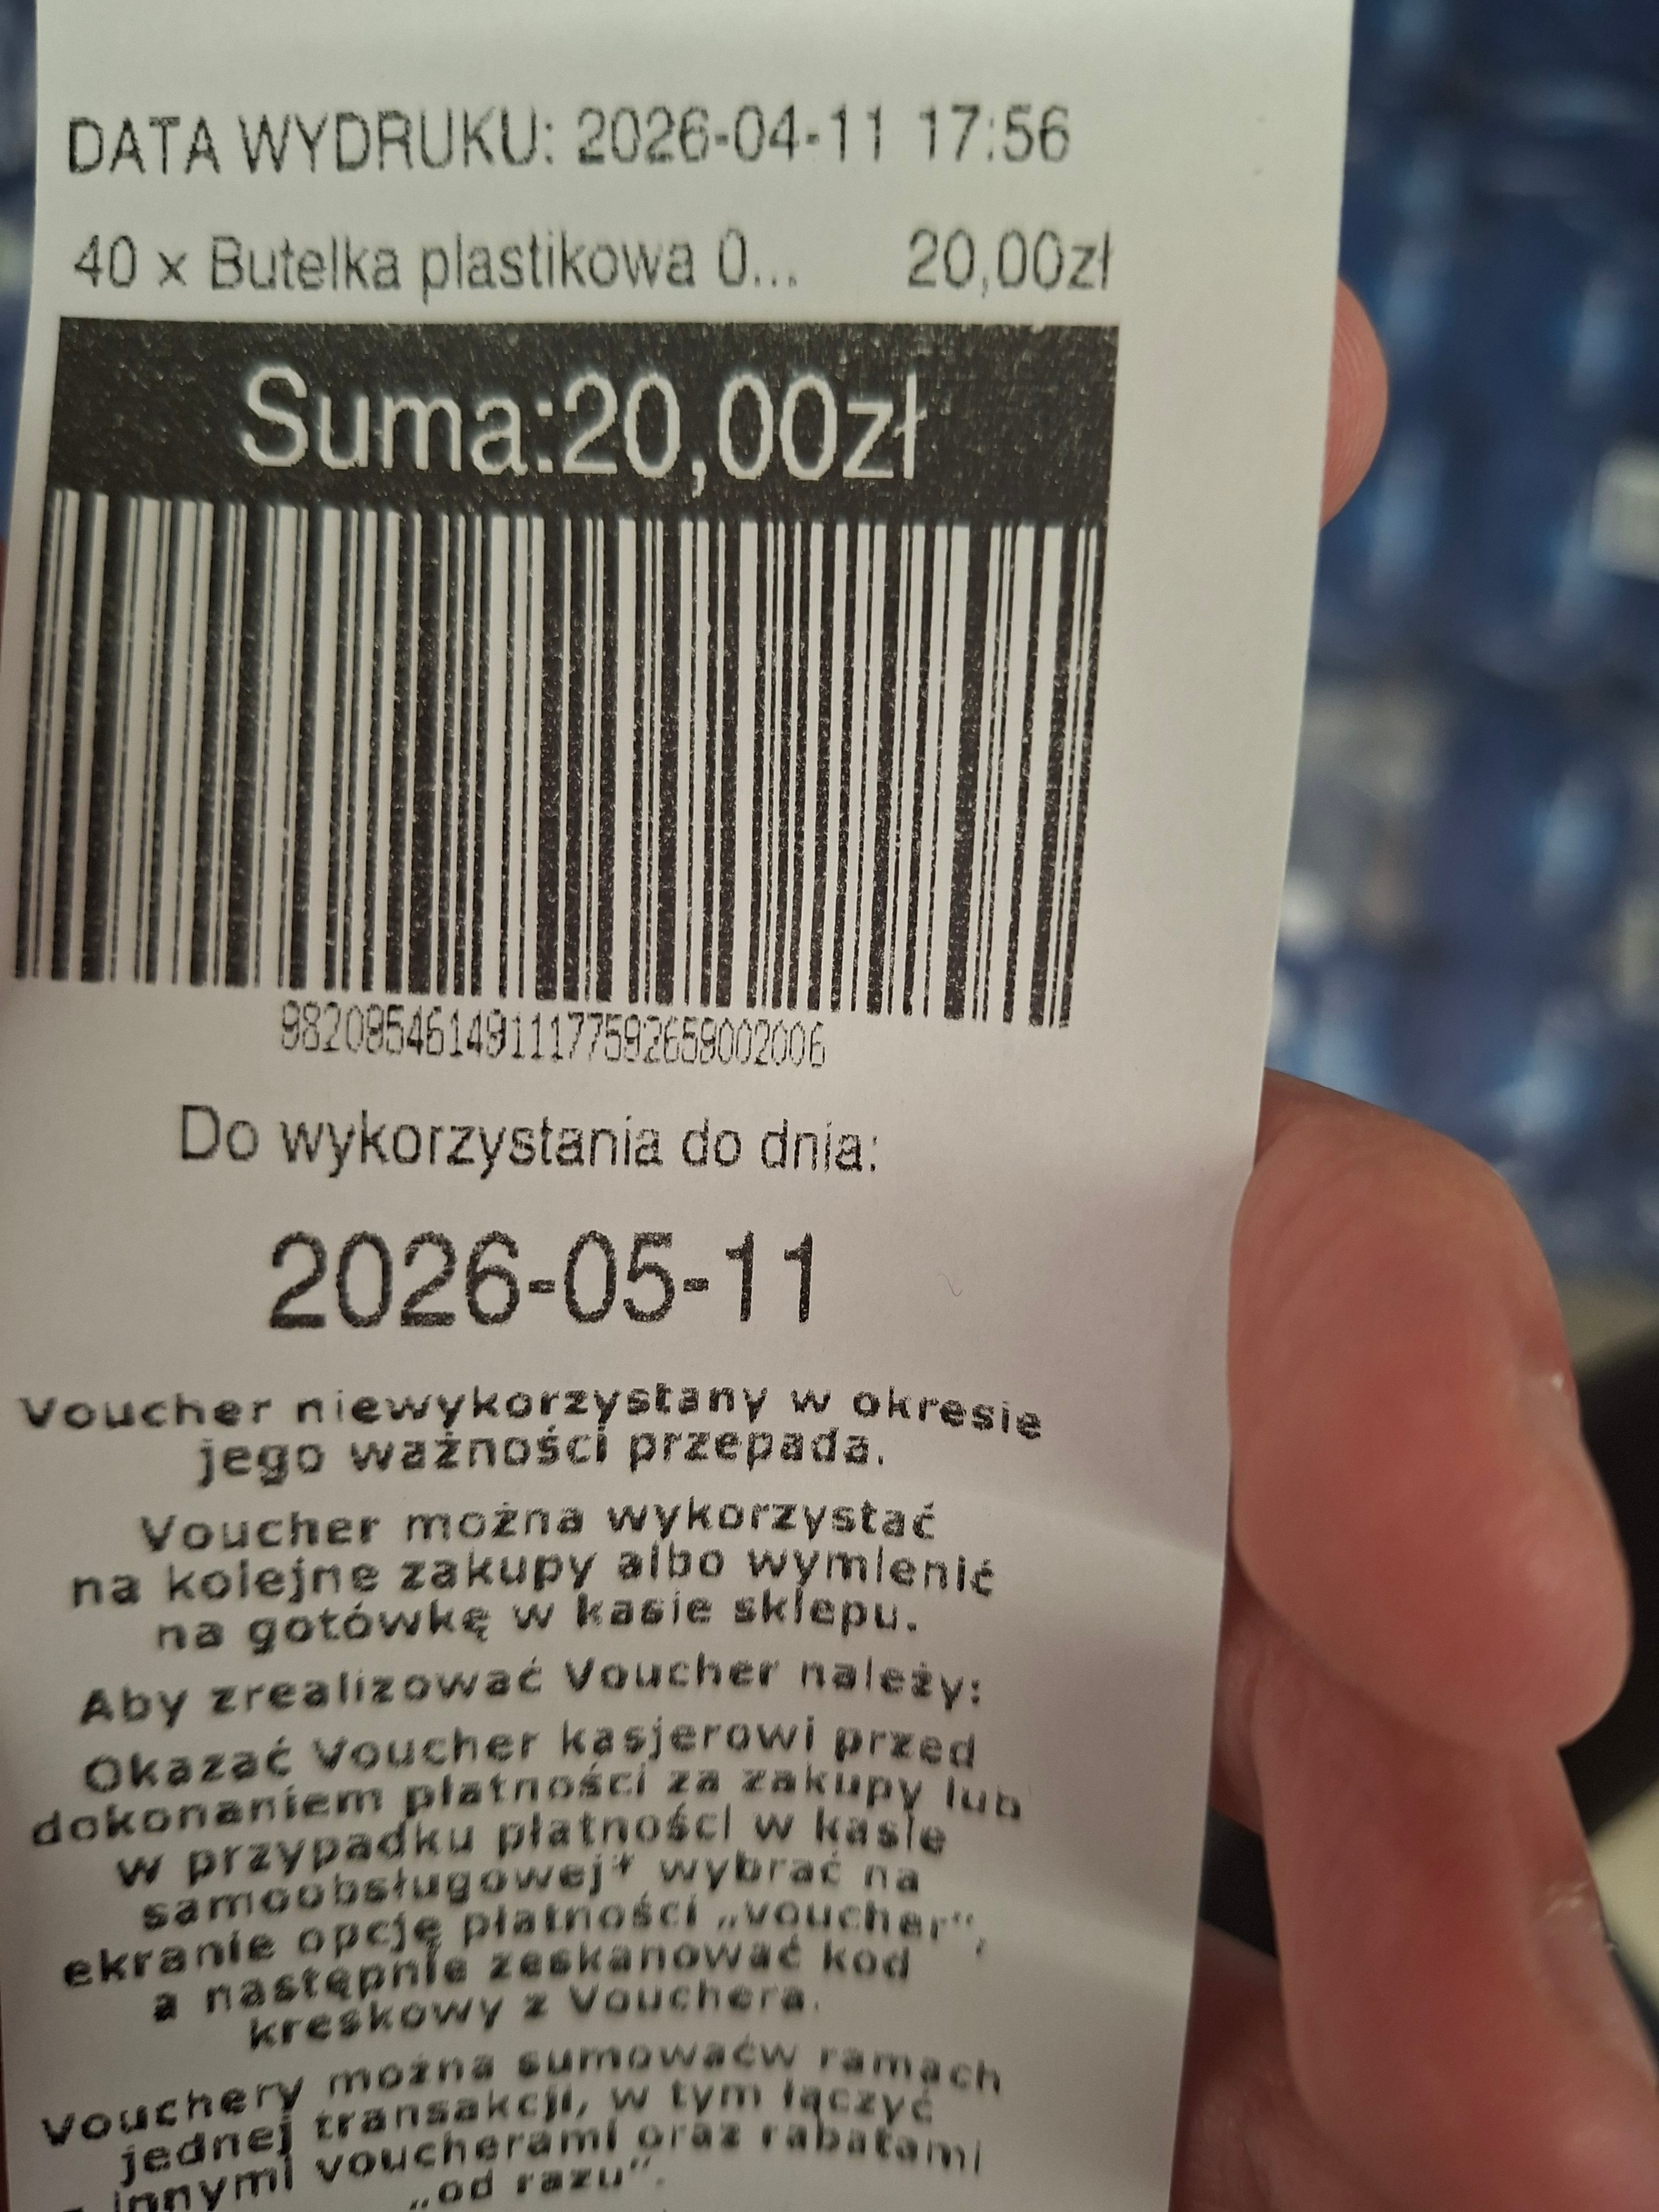 DATA WYDRUKU: 2026-04-11 17:56
40 x Butelka plastikowa 0... 20,00zł
Suma:20,00zł
9820954614911177592659002006
Do wykorzystania do dnia:
2026-05-11
Voucher niewykorzystany w okresie
jego ważności przepada.
Voucher można wykorzystać
na kolejne zakupy albo wymienić
na gotówkę w kasie sklepu.
Aby zrealizować Voucher należy:
Okazać Voucher kasjerowi przed
dokonaniem płatności za zakupy lub
w przypadku płatności w kasie
samoobsługowej* wybrać na
ekranie opcję płatności „voucher”,
a następnie zeskanować kod
kreskowy z Vouchera.
Vouchery można sumowaćw ramach
jednej transakcji, w tym łączyć
z innymi voucherami oraz rabatami
„od razu”.